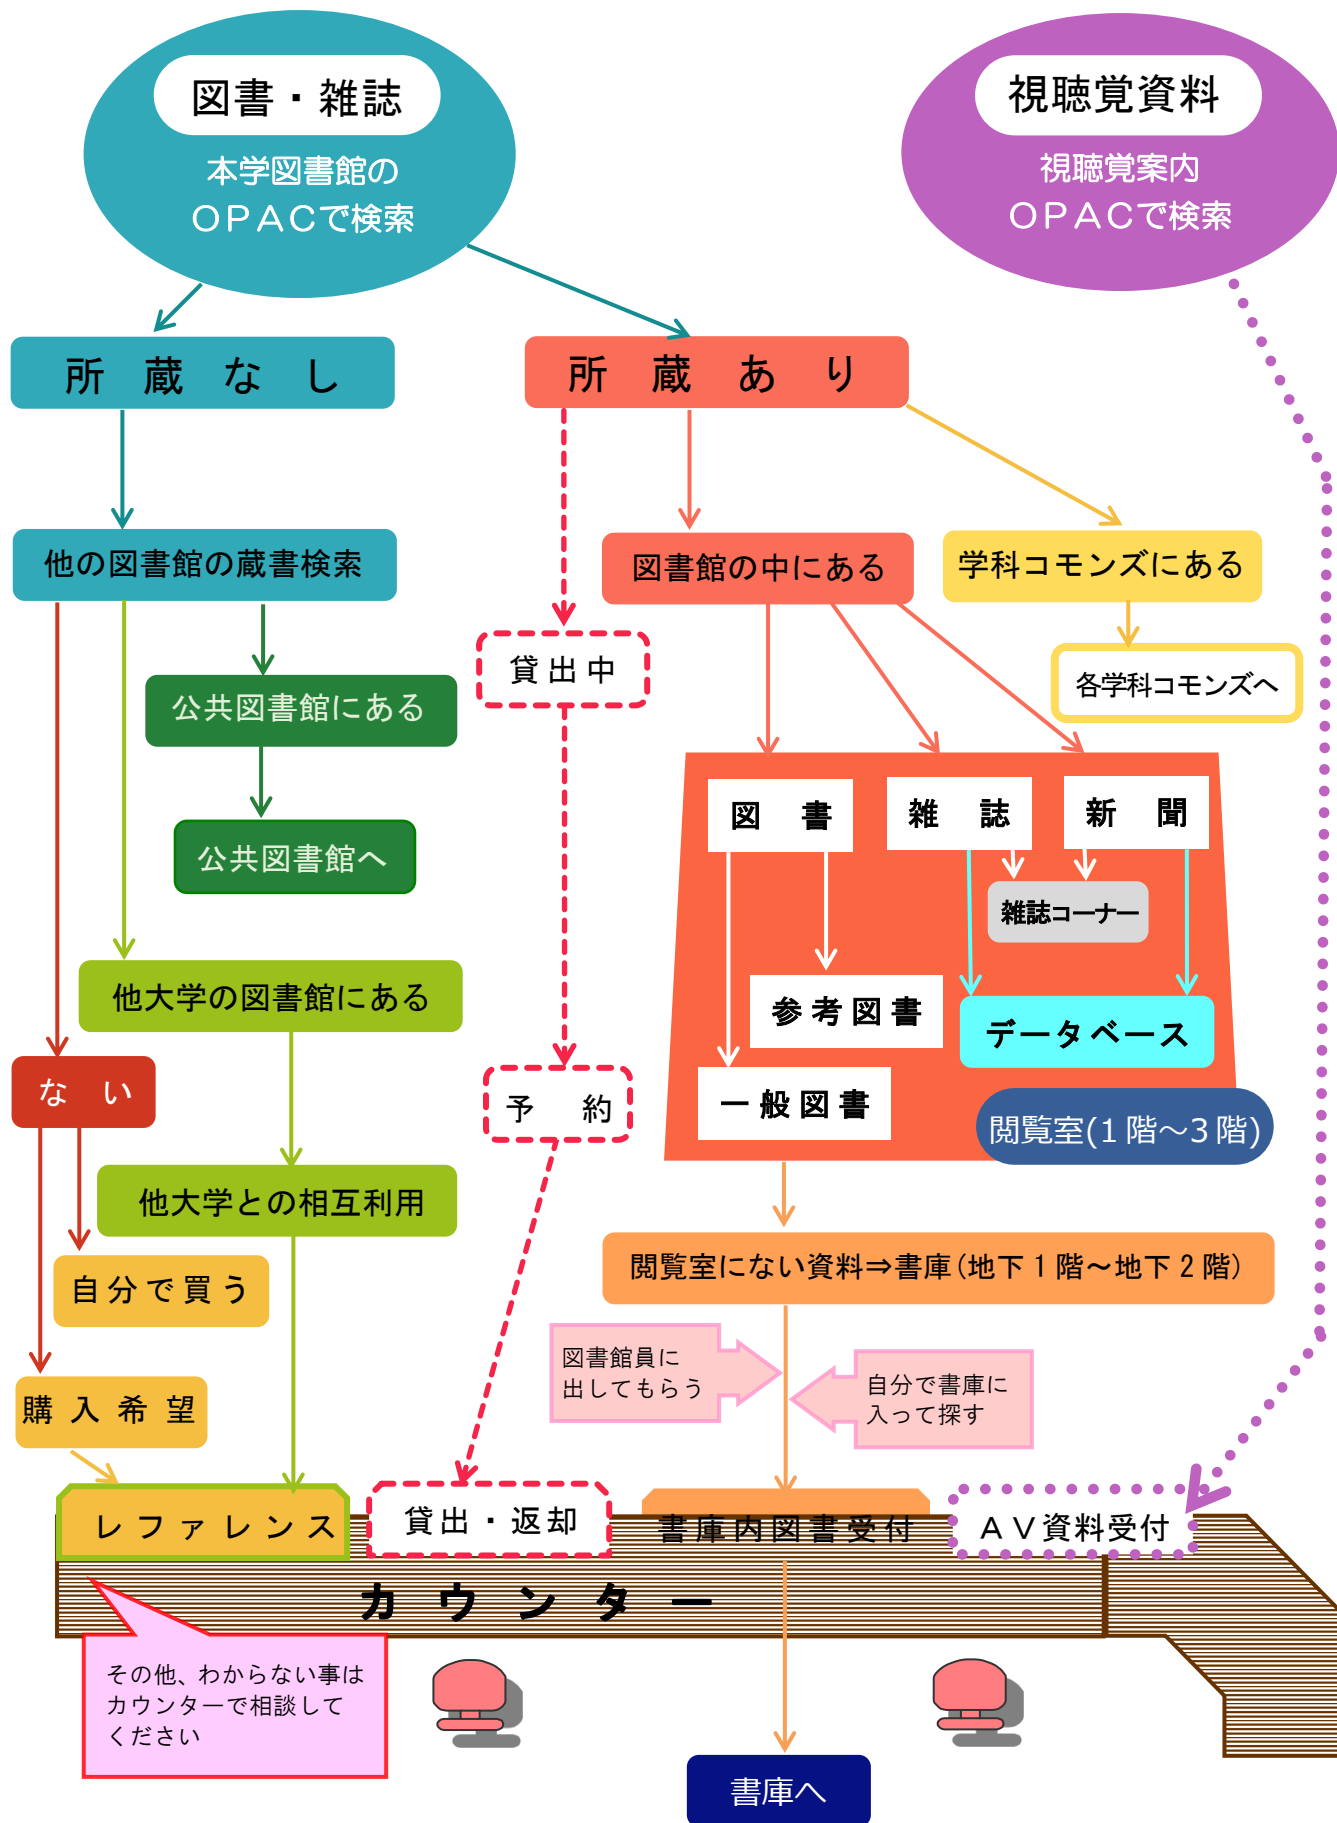 図書・雑誌
本学図書館の
ＯＰＡＣで検索
視聴覚資料
視聴覚案内
ＯＰＡＣで検索
所蔵なし
所蔵あり
他の図書館の蔵書検索
図書館の中にある
学科コモンズにある
貸出中
各学科コモンズへ
公共図書館にある
公共図書館へ
図書
雑誌
新聞
雑誌コーナー
他大学の図書館にある
参考図書
データベース
ない
予約
一般図書
閲覧室(１階～３階)
他大学との相互利用
閲覧室にない資料⇒書庫(地下１階～地下２階)
自分で買う
図書館員に
出してもらう
自分で書庫に
入って探す
購入希望
レファレンス
貸出・返却
書庫内図書受付
ＡＶ資料受付
カウンター
その他、わからない事は
カウンターで相談して
ください
書庫へ